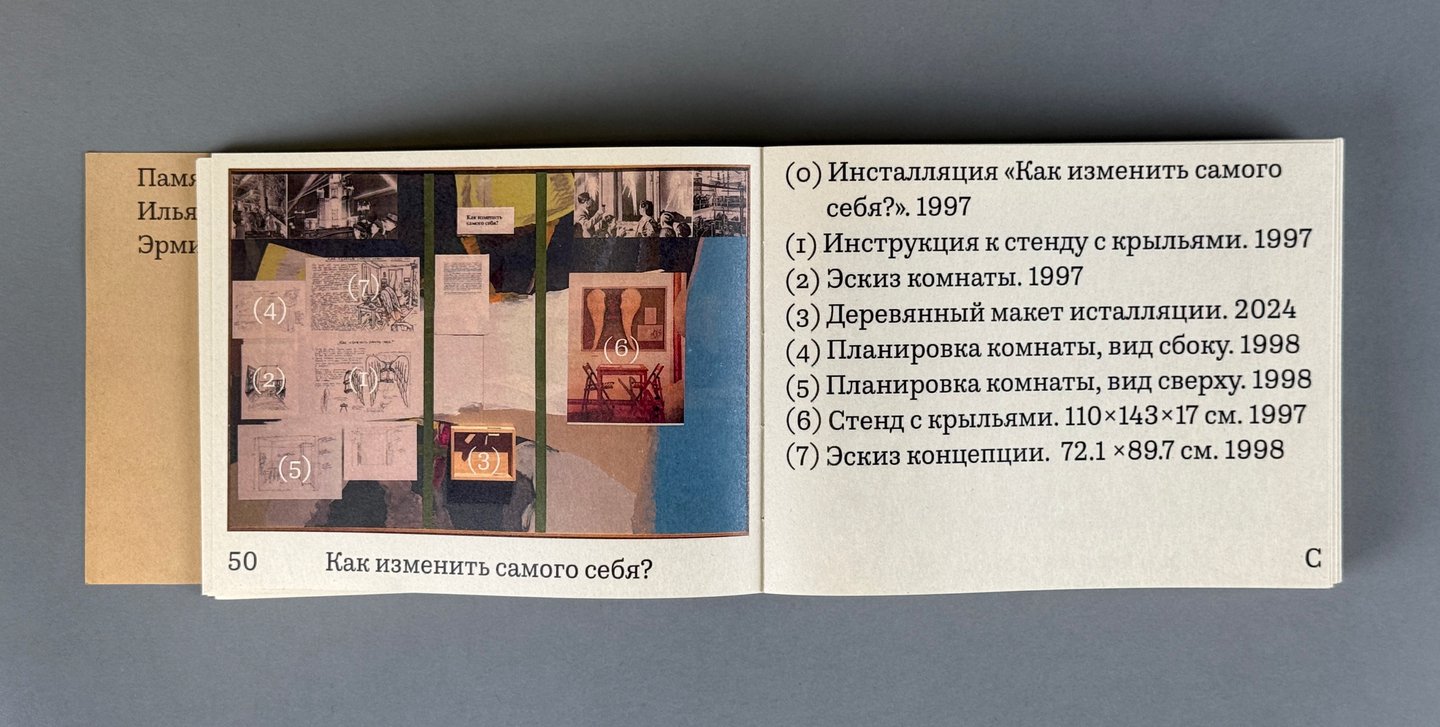 Памя
Илья
Эрми
Как изменить
самого себя?
(4)
(7)
(2)
(1)
(6)
(5)
(3)
50
Как изменить самого себя?
(0) Инсталляция «Как изменить самого
себя?». 1997
(1) Инструкция к стенду с крыльями. 1997
(2) Эскиз комнаты. 1997
(3) Деревянный макет исталляции. 2024
(4) Планировка комнаты, вид сбоку. 1998
(5) Планировка комнаты, вид сверху. 1998
(6) Стенд с крыльями. 110×143×17 см. 1997
(7) Эскиз концепции. 72.1 ×89.7 см. 1998
С